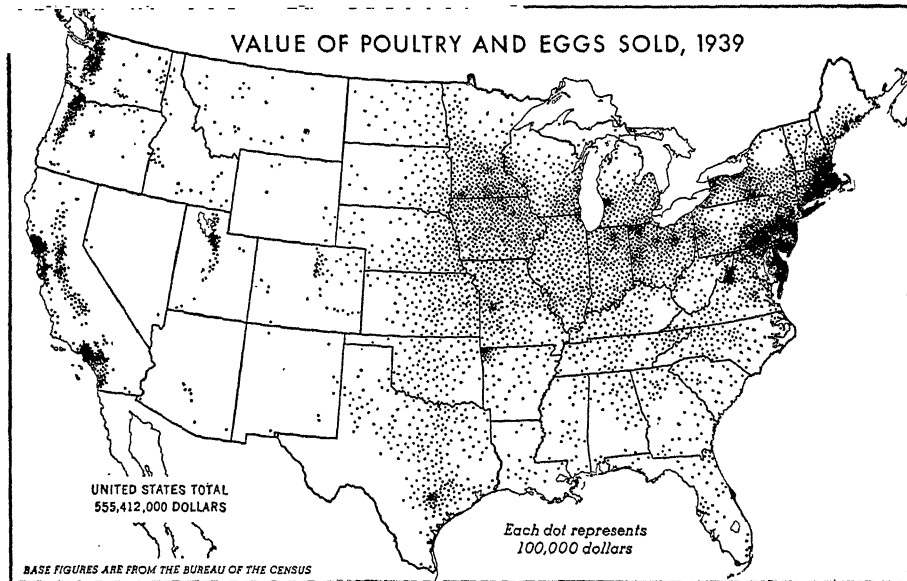 VALUE OF POULTRY AND EGGS SOLD, 1939
UNITED STATES TOTAL
555,412,000 DOLLARS
Each dot represents
100,000 dollars
BASE FIGURES ARE FROM THE BUREAU OF THE CENSUS